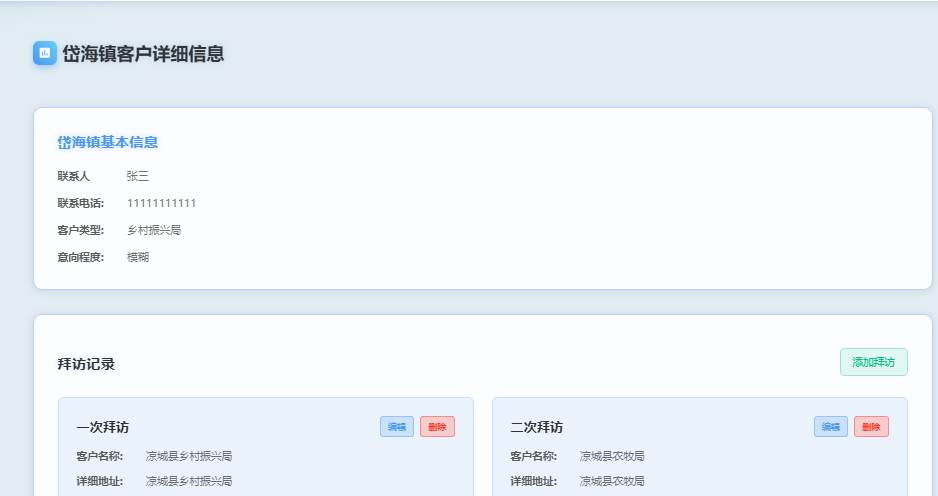 岱海镇客户详细信息
岱海镇基本信息
联系人 张三
联系电话: 11111111111
客户类型: 乡村振兴局
意向程度: 模糊
拜访记录 添加拜访
一次拜访 编辑 删除 二次拜访 编辑 删除
客户名称: 凉城县乡村振兴局 客户名称: 凉城县农牧局
详细地址: 凉城县乡村振兴局 详细地址: 凉城县农牧局